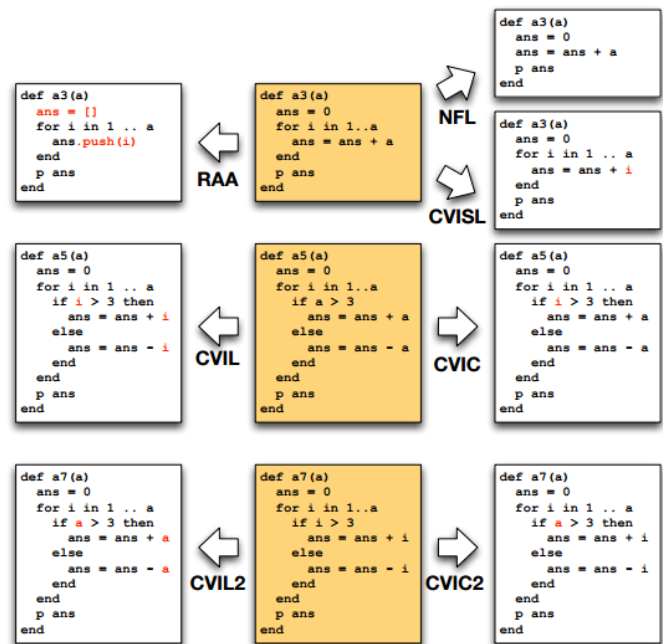 def a3(a)
  ans = []
  for i in 1 .. a
    ans.push(i)
  end
  p ans
end
RAA
def a3(a)
  ans = 0
  for i in 1..a
    ans = ans + a
  end
  p ans
end
NFL
def a3(a)
  ans = 0
  ans = ans + a
  p ans
end
CVISL
def a3(a)
  ans = 0
  for i in 1 .. a
    ans = ans + i
  end
  p ans
end
def a5(a)
  ans = 0
  for i in 1 .. a
    if i > 3 then
      ans = ans + i
    else
      ans = ans - i
    end
  end
  p ans
end
CVIL
def a5(a)
  ans = 0
  for i in 1..a
    if a > 3
      ans = ans + a
    else
      ans = ans - a
    end
  end
  p ans
end
CVIC
def a5(a)
  ans = 0
  for i in 1 .. a
    if i > 3 then
      ans = ans + a
    else
      ans = ans - a
    end
  end
  p ans
end
def a7(a)
  ans = 0
  for i in 1 .. a
    if a > 3 then
      ans = ans + a
    else
      ans = ans - a
    end
  end
  p ans
end
CVIL2
def a7(a)
  ans = 0
  for i in 1..a
    if i > 3
      ans = ans + i
    else
      ans = ans - i
    end
  end
  p ans
end
CVIC2
def a7(a)
  ans = 0
  for i in 1 .. a
    if a > 3 then
      ans = ans + i
    else
      ans = ans - i
    end
  end
  p ans
end